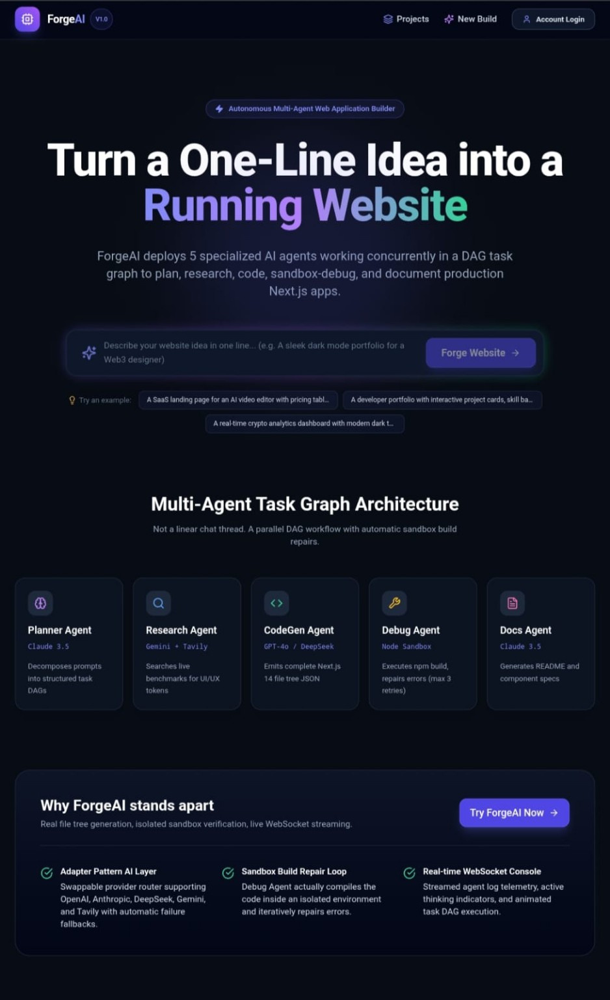 ForgeAI V1.0 Projects New Build Account Login
Autonomous Multi-Agent Web Application Builder
Turn a One-Line Idea into a
Running Website
ForgeAI deploys 5 specialized AI agents working concurrently in a DAG task
graph to plan, research, code, sandbox-debug, and document production
Next.js apps.
Describe your website idea in one line... (e.g. A sleek dark mode portfolio for a
Web3 designer)
Forge Website
Try an example:
A SaaS landing page for an AI video editor with pricing tabl...
A developer portfolio with interactive project cards, skill ba...
A real-time crypto analytics dashboard with modern dark t...
Multi-Agent Task Graph Architecture
Not a linear chat thread. A parallel DAG workflow with automatic sandbox build
repairs.
Planner Agent
Claude 3.5
Decomposes prompts
into structured task
DAGs
Research Agent
Gemini + Tavily
Searches live
benchmarks for UI/UX
tokens
CodeGen Agent
GPT-4o / DeepSeek
Emits complete Next.js
14 file tree JSON
Debug Agent
Node Sandbox
Executes npm build,
repairs errors (max 3
retries)
Docs Agent
Claude 3.5
Generates README and
component specs
Why ForgeAI stands apart
Real file tree generation, isolated sandbox verification, live WebSocket streaming.
Try ForgeAI Now
Adapter Pattern AI Layer
Swappable provider router supporting
OpenAI, Anthropic, DeepSeek, Gemini,
and Tavily with automatic failure
fallbacks.
Sandbox Build Repair Loop
Debug Agent actually compiles the
code inside an isolated environment
and iteratively repairs errors.
Real-time WebSocket Console
Streamed agent log telemetry, active
thinking indicators, and animated
task DAG execution.